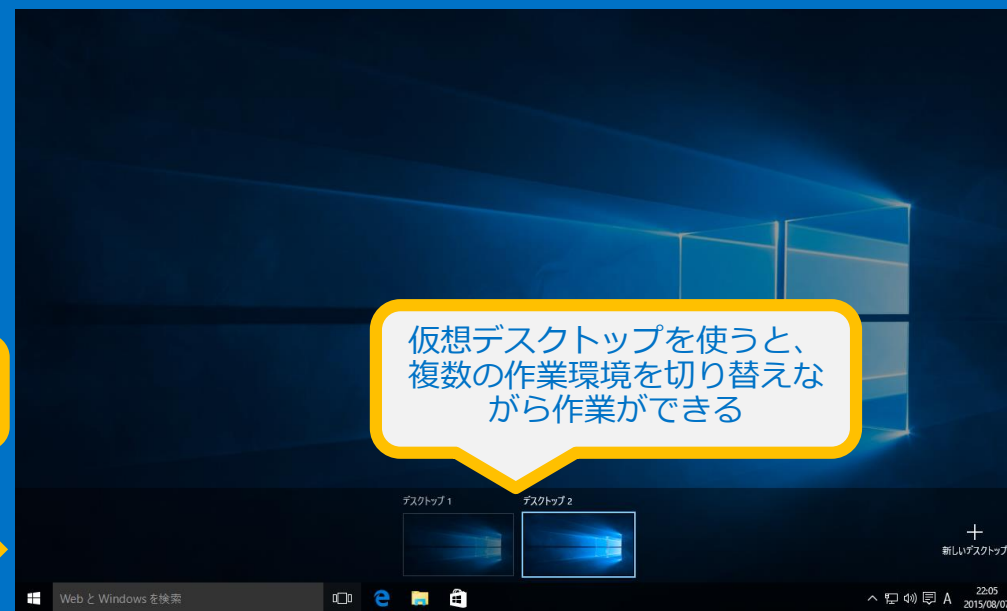 仮想デスクトップを使うと、
複数の作業環境を切り替えな
がら作業ができる
デスクトップ 1
デスクトップ 2
新しいデスクトップ
Web と Windows を検索
A
22:05